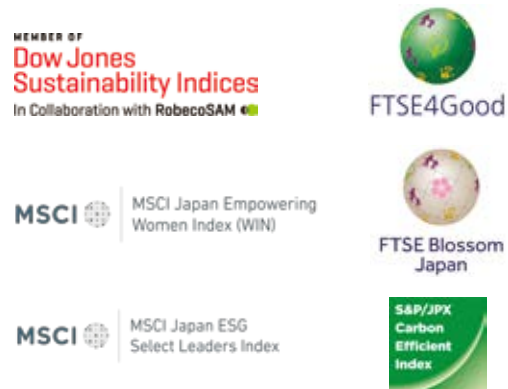 MEMBER OF
Dow Jones
Sustainability Indices
In Collaboration with RobecoSAM
FTSE4Good
MSCI
MSCI Japan Empowering
Women Index (WIN)
FTSE Blossom
Japan
MSCI
MSCI Japan ESG
Select Leaders Index
S&P/JPX
Carbon
Efficient
Index